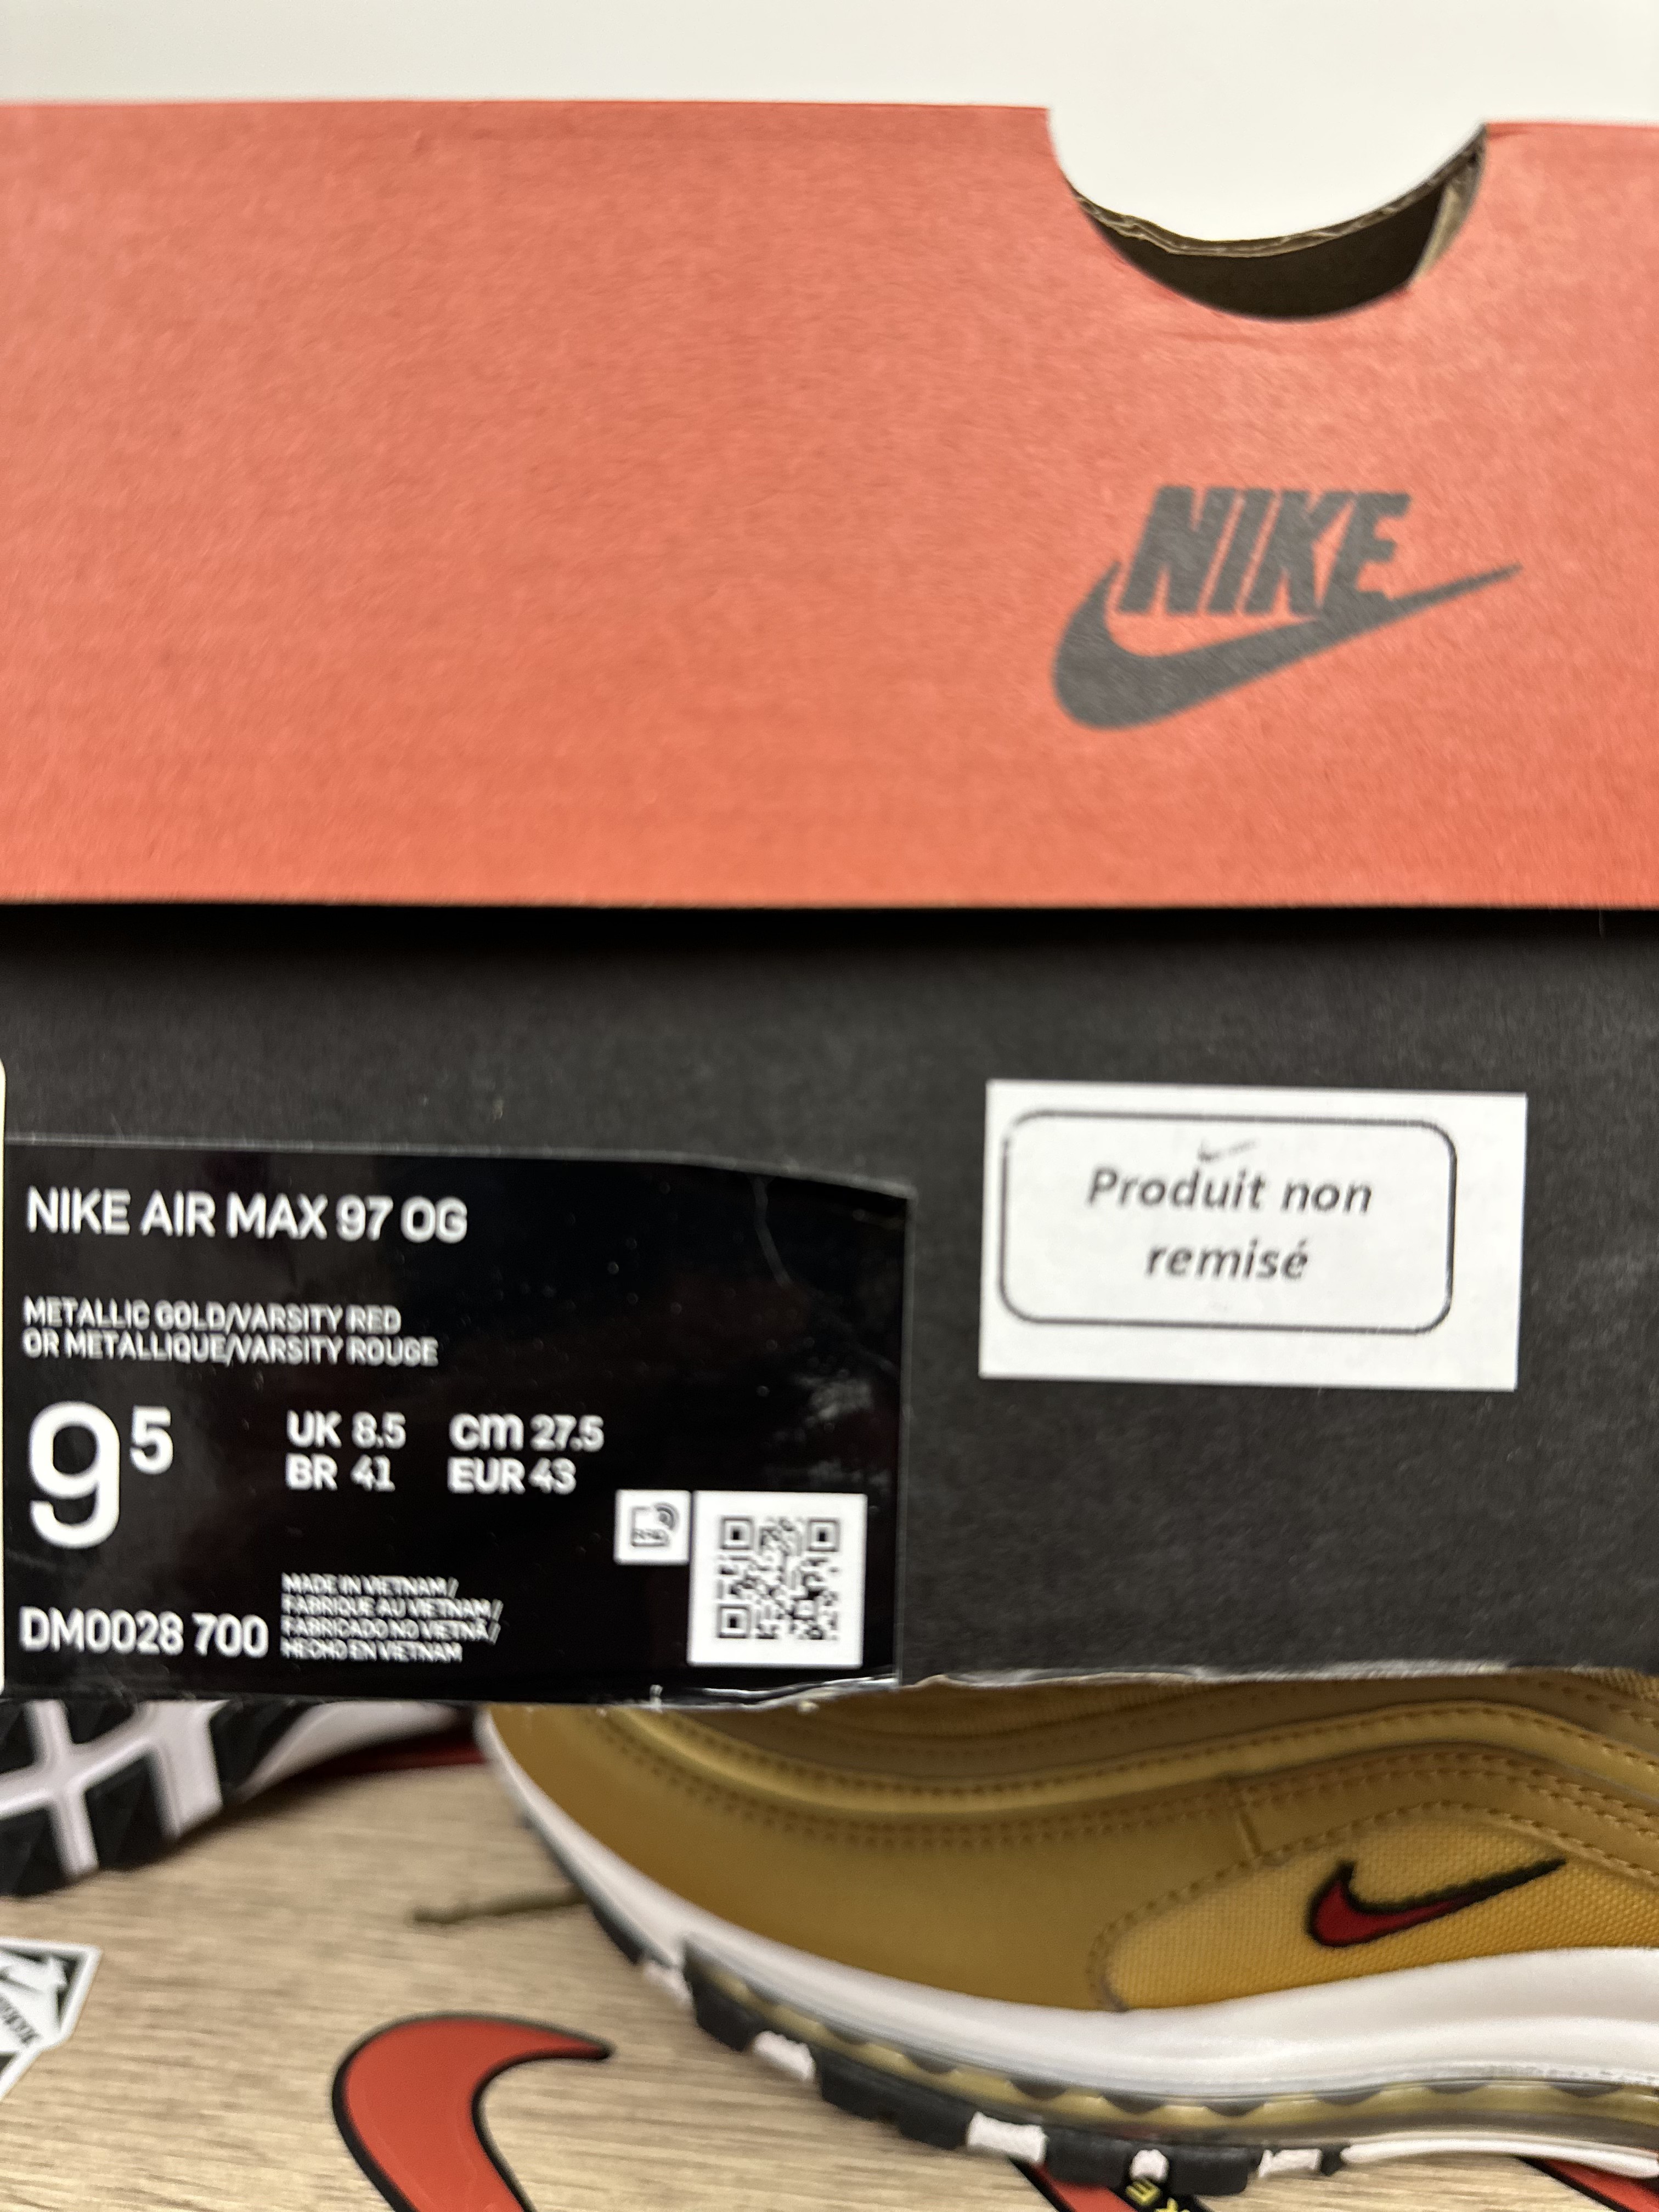 NIKE
Produit non
remisé
NIKE AIR MAX 97 OG
METALLIC GOLD/VARSITY RED
OR METALLIQUE/VARSITY ROUGE
9⁵
UK 8.5 cm 27.5
BR 41 EUR 43
DM0028 700
MADE IN VIETNAM/
FABRIQUE AU VIETNAM/
FABRICADO NO VIETNÃ/
HECHO EN VIETNAM